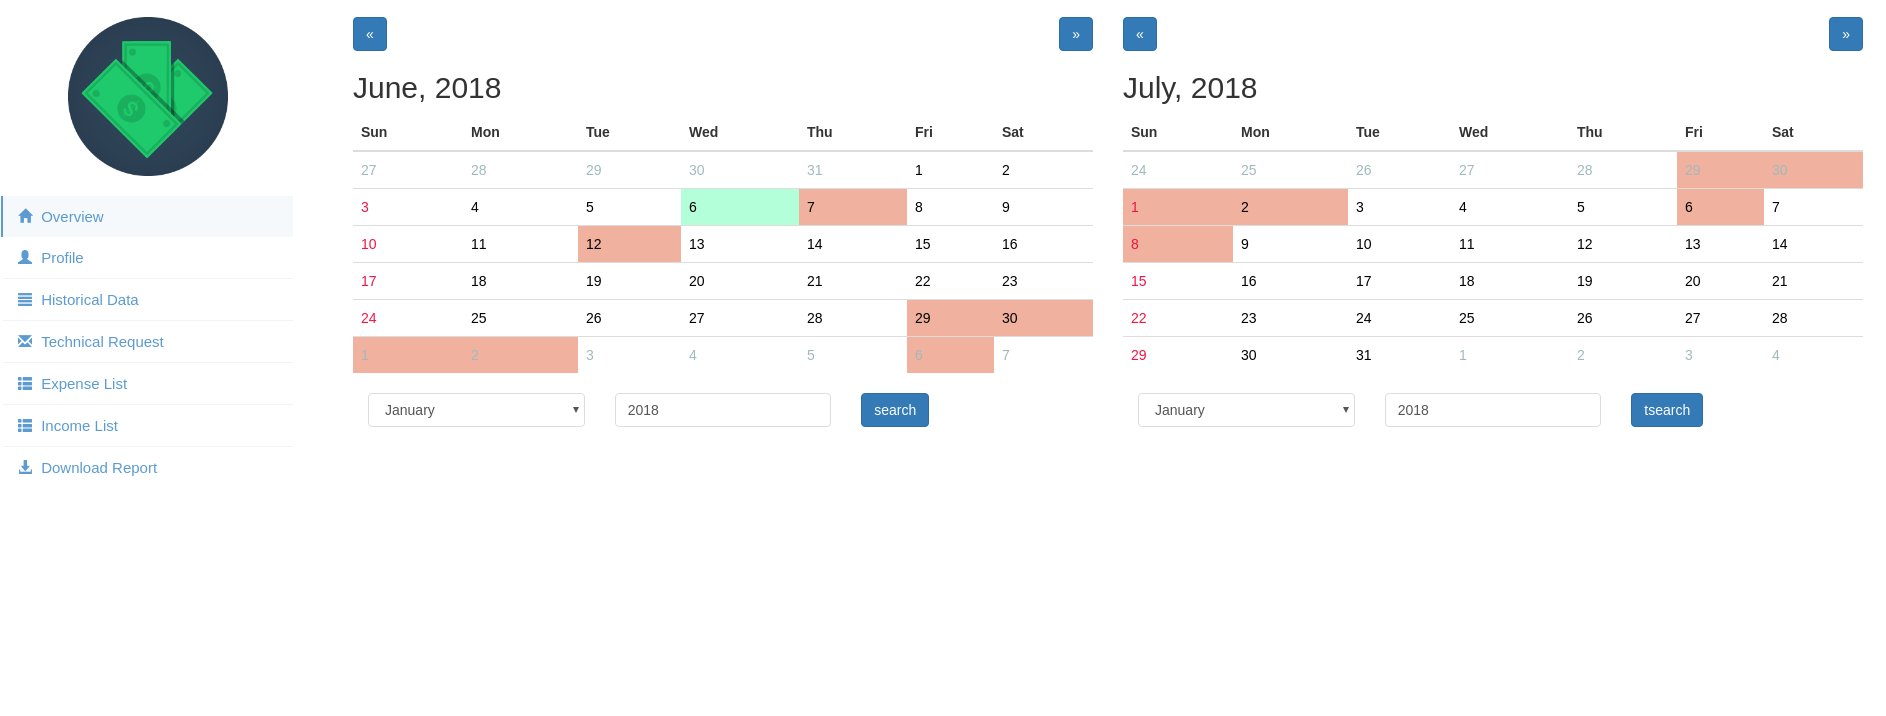 Overview
Profile
Historical Data
Technical Request
Expense List
Income List
Download Report
« »
June, 2018
Sun Mon Tue Wed Thu Fri Sat
27 28 29 30 31 1 2
3 4 5 6 7 8 9
10 11 12 13 14 15 16
17 18 19 20 21 22 23
24 25 26 27 28 29 30
1 2 3 4 5 6 7
January 2018 search
« »
July, 2018
Sun Mon Tue Wed Thu Fri Sat
24 25 26 27 28 29 30
1 2 3 4 5 6 7
8 9 10 11 12 13 14
15 16 17 18 19 20 21
22 23 24 25 26 27 28
29 30 31 1 2 3 4
January 2018 tsearch